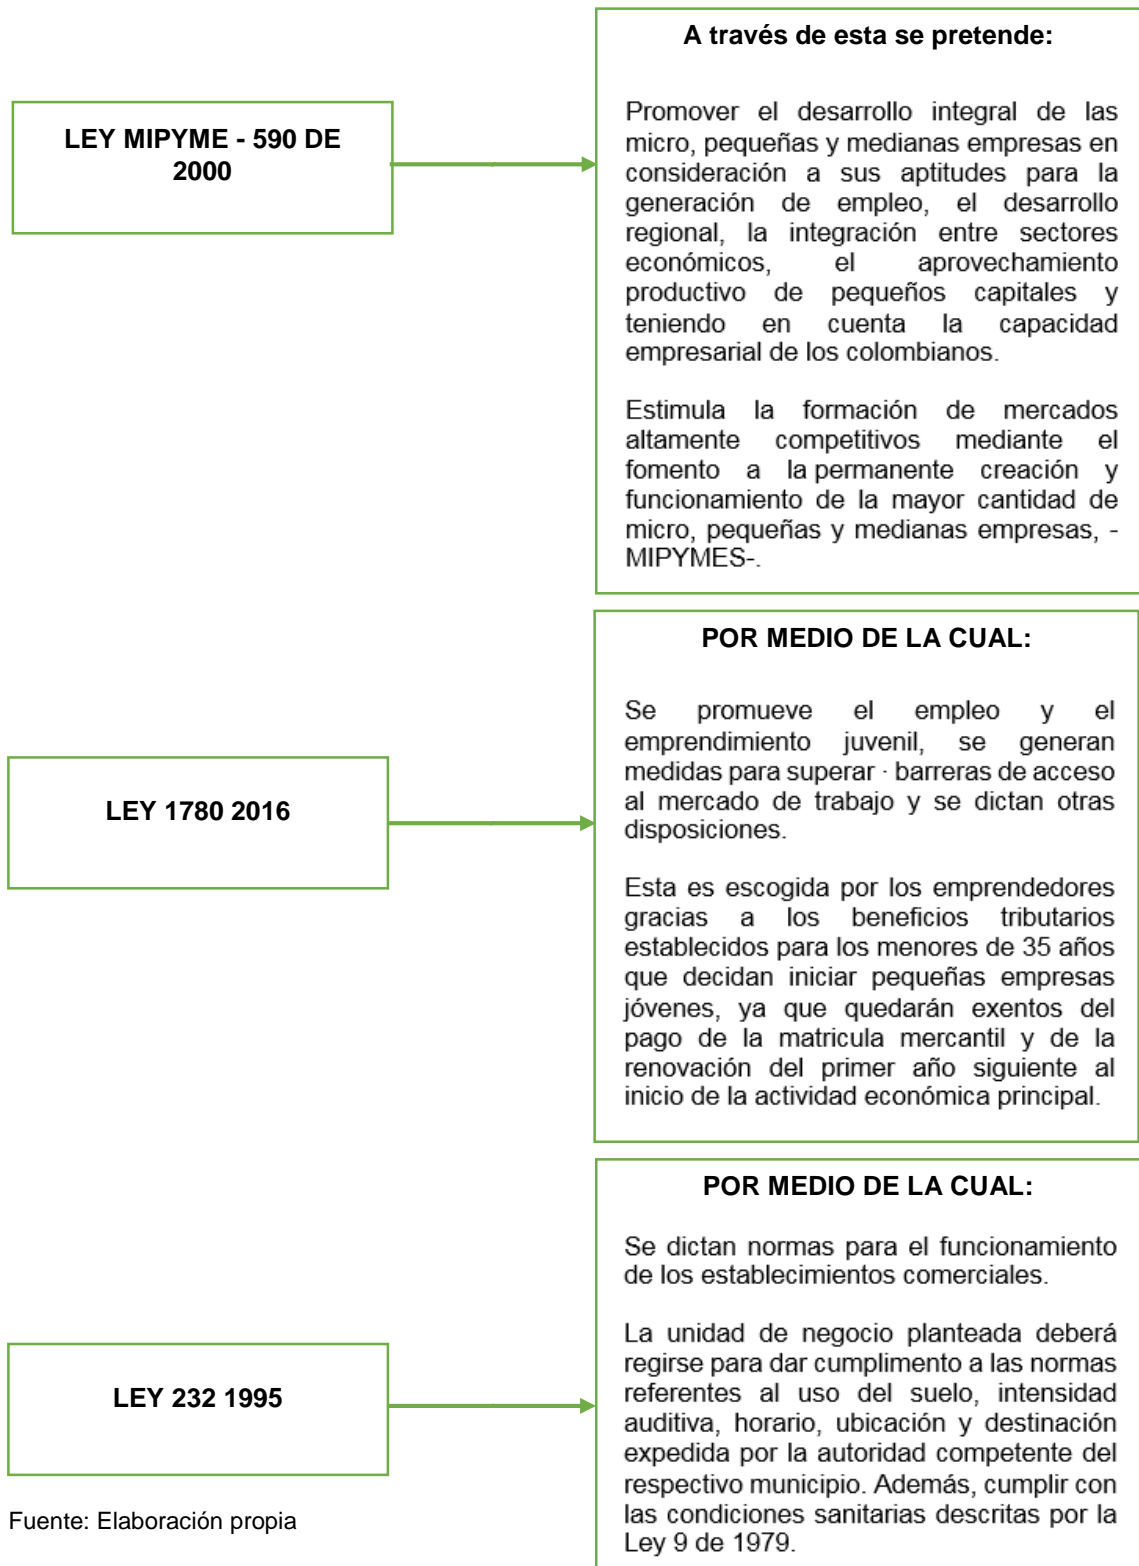 LEY MIPYME - 590 DE
2000
A través de esta se pretende:
Promover el desarrollo integral de las
micro, pequeñas y medianas empresas en
consideración a sus aptitudes para la
generación de empleo, el desarrollo
regional, la integración entre sectores
económicos, el aprovechamiento
productivo de pequeños capitales y
teniendo en cuenta la capacidad
empresarial de los colombianos.
Estimula la formación de mercados
altamente competitivos mediante el
fomento a la permanente creación y
funcionamiento de la mayor cantidad de
micro, pequeñas y medianas empresas, -
MIPYMES-.
LEY 1780 2016
POR MEDIO DE LA CUAL:
Se promueve el empleo y el
emprendimiento juvenil, se generan
medidas para superar · barreras de acceso
al mercado de trabajo y se dictan otras
disposiciones.
Esta es escogida por los emprendedores
gracias a los beneficios tributarios
establecidos para los menores de 35 años
que decidan iniciar pequeñas empresas
jóvenes, ya que quedarán exentos del
pago de la matricula mercantil y de la
renovación del primer año siguiente al
inicio de la actividad económica principal.
LEY 232 1995
POR MEDIO DE LA CUAL:
Se dictan normas para el funcionamiento
de los establecimientos comerciales.
La unidad de negocio planteada deberá
regirse para dar cumplimento a las normas
referentes al uso del suelo, intensidad
auditiva, horario, ubicación y destinación
expedida por la autoridad competente del
respectivo municipio. Además, cumplir con
las condiciones sanitarias descritas por la
Ley 9 de 1979.
Fuente: Elaboración propia